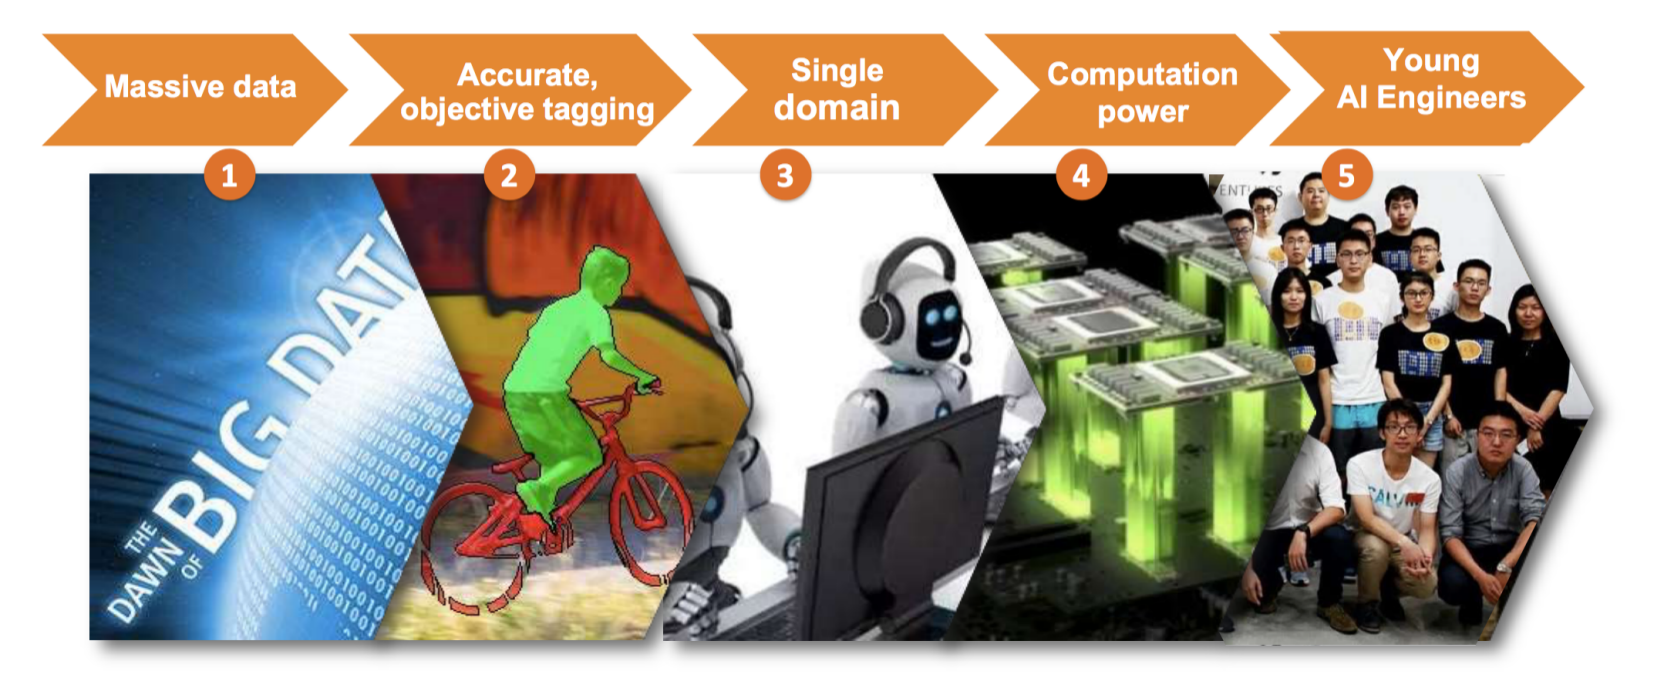 Massive data
Accurate,
objective tagging
Single
domain
Computation
power
Young
AI Engineers
1
2
3
4
5
THE
DAWN
OF
BIG DAT